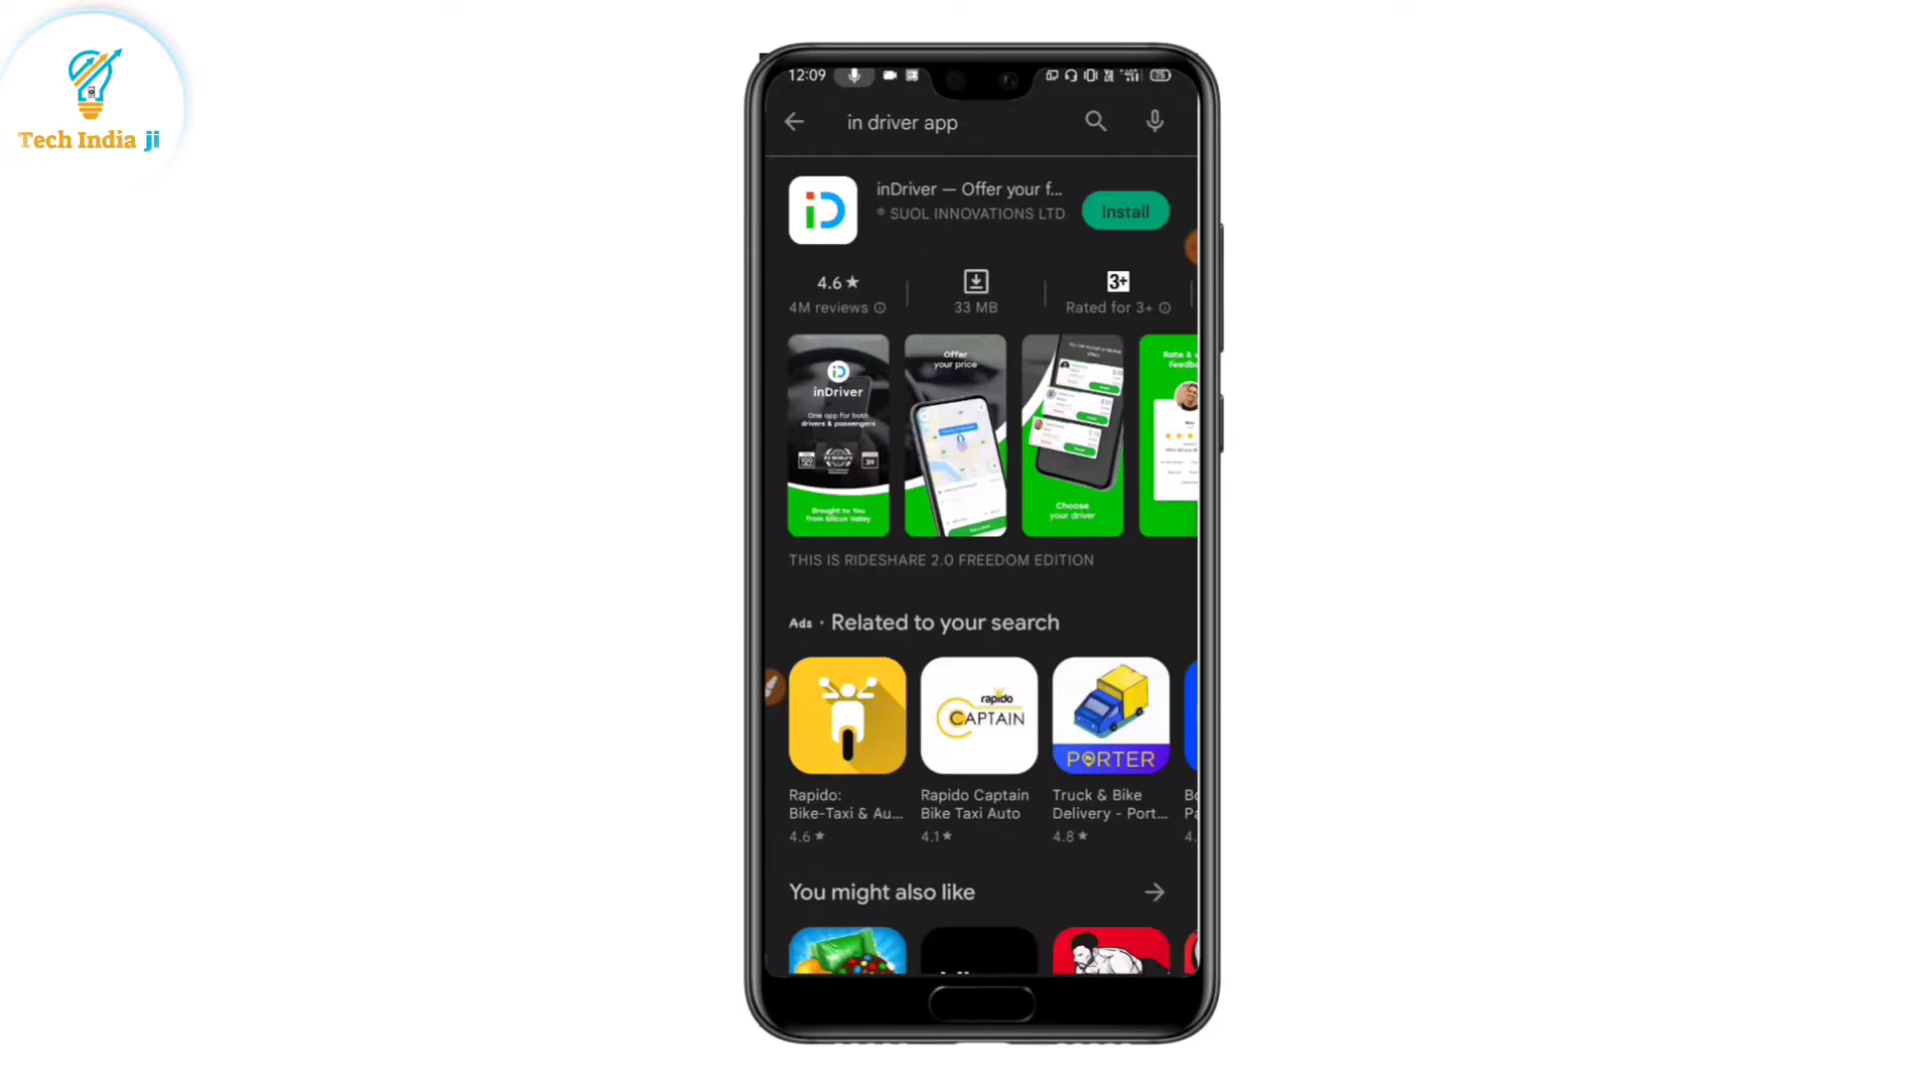 Tech India ji
12:09
in driver app
inDriver — Offer your f...
SUOL INNOVATIONS LTD
Install
4.6 ★
4M reviews
33 MB
3+
Rated for 3+
inDriver
One app for both
drivers & passengers
Brought to You
from Silicon Valley
Offer
your price
Choose
your driver
Rate &
feedb
THIS IS RIDESHARE 2.0 FREEDOM EDITION
Ads · Related to your search
rapido
CAPTAIN
PORTER
Rapido:
Bike-Taxi & Au...
4.6 ★
Rapido Captain
Bike Taxi Auto
4.1 ★
Truck & Bike
Delivery - Port...
4.8 ★
You might also like